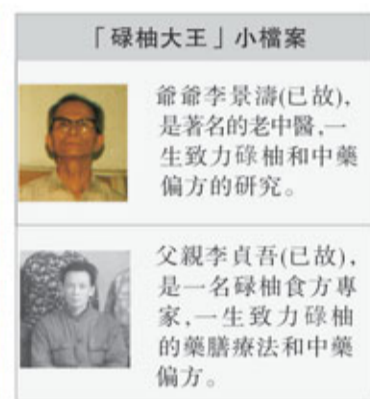 「碌柚大王」小檔案
爺爺李景濤(已故),
是著名的老中醫,一
生致力碌柚和中藥
偏方的研究。
父親李貞吾(已故),
是一名碌柚食方專
家,一生致力碌柚
的藥膳療法和中藥
偏方。